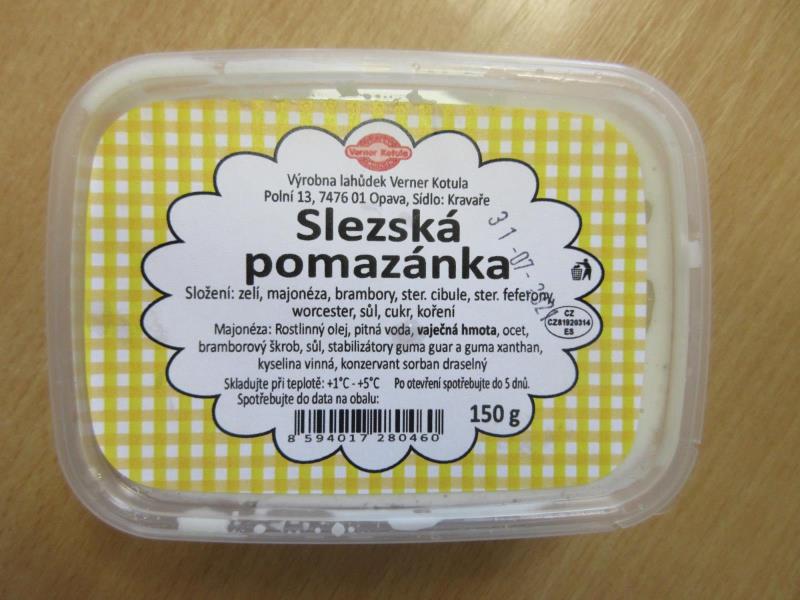 Verner Kotula
Výrobna lahůdek Verner Kotula
Polní 13, 7476 01 Opava, Sídlo: Kravaře
Slezská
pomazánka
31-07-2021
Složení: zelí, majonéza, brambory, ster. cibule, ster. feferony,
worcester, sůl, cukr, koření
CZ
CZ81920314
ES
Majonéza: Rostlinný olej, pitná voda, vaječná hmota, ocet,
bramborový škrob, sůl, stabilizátory guma guar a guma xanthan,
kyselina vinná, konzervant sorban draselný
Skladujte při teplotě: +1°C - +5°C Po otevření spotřebujte do 5 dnů.
Spotřebujte do data na obalu:
150 g
8 594017 280460